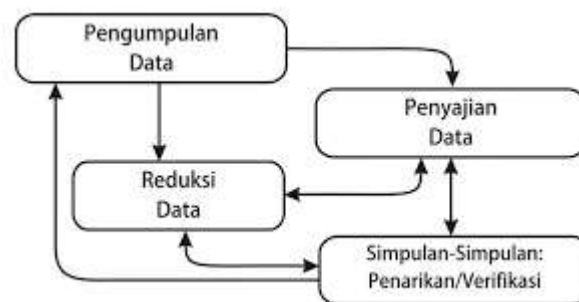 Pengumpulan
Data
Penyajian
Data
Reduksi
Data
Simpulan-Simpulan:
Penarikan/Verifikasi